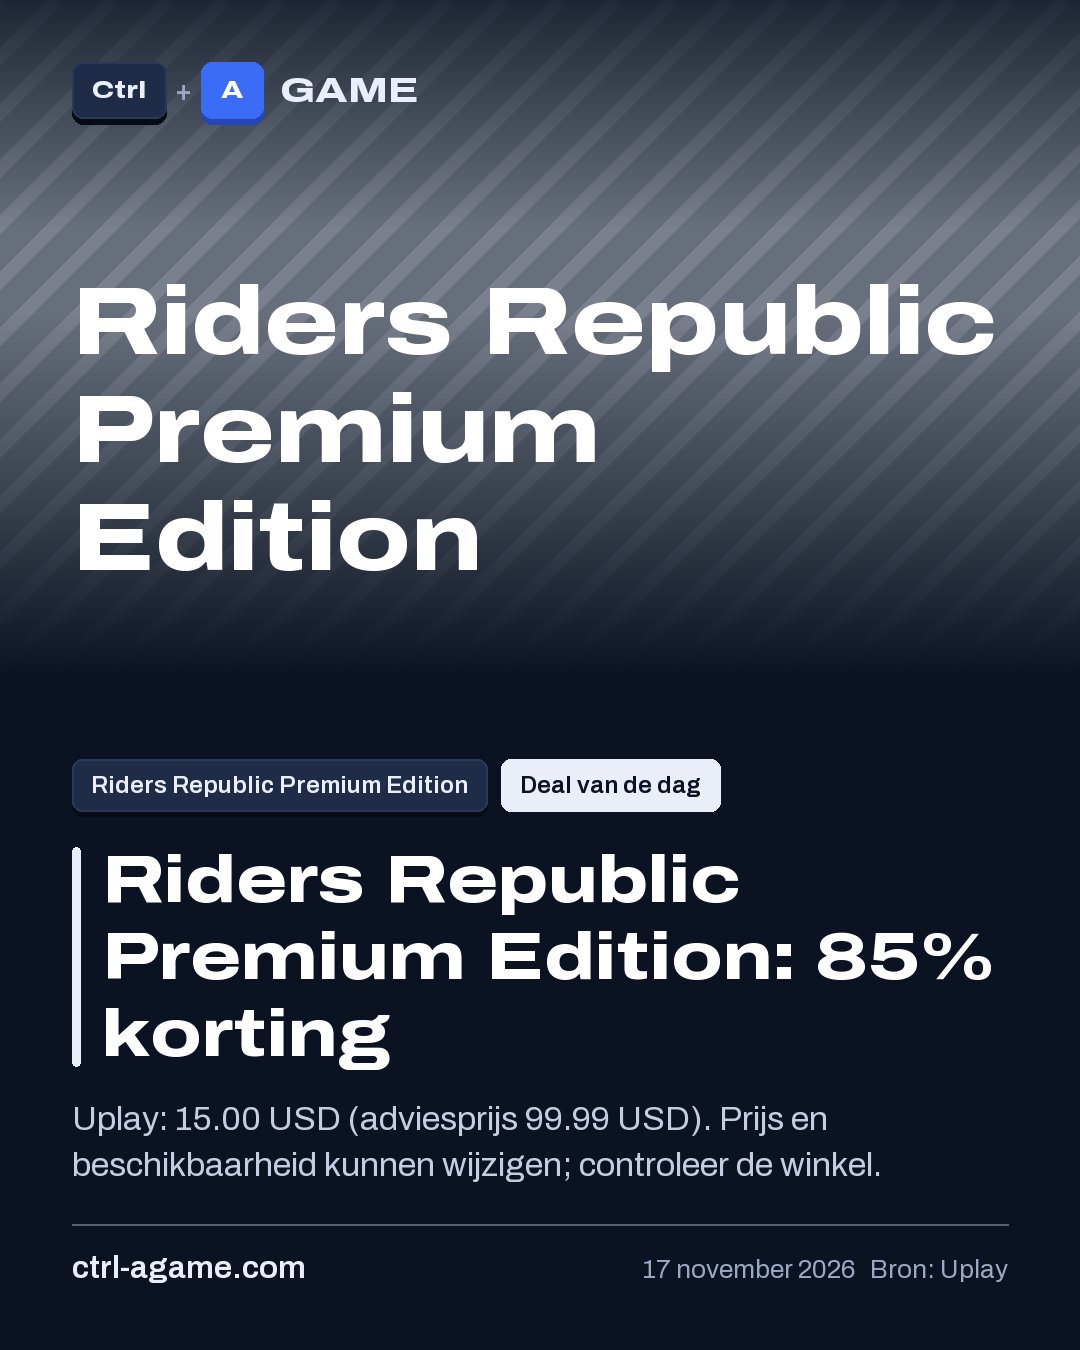 Ctrl + A GAME
Riders Republic
Premium
Edition
Riders Republic Premium Edition Deal van de dag
Riders Republic
Premium Edition: 85%
korting
Uplay: 15.00 USD (adviesprijs 99.99 USD). Prijs en
beschikbaarheid kunnen wijzigen; controleer de winkel.
ctrl-agame.com 17 november 2026 Bron: Uplay